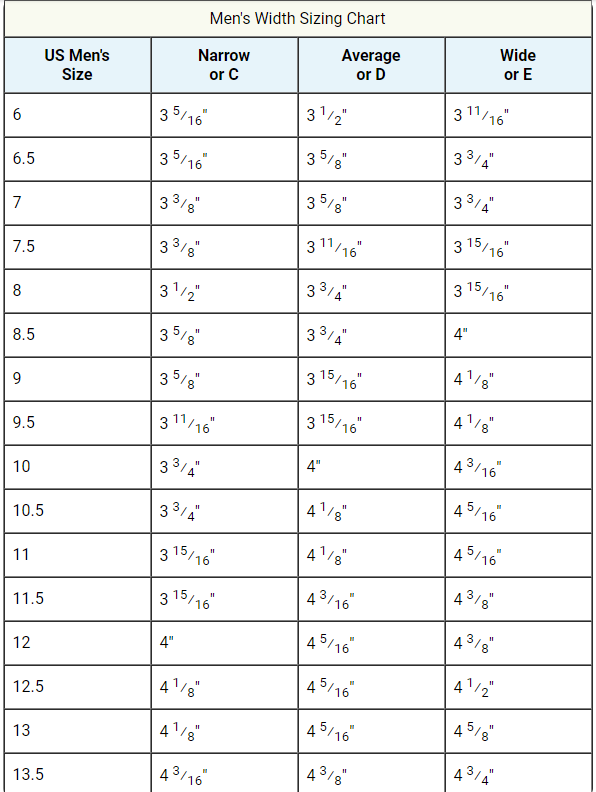 Men's Width Sizing Chart
US Men's Size Narrow or C Average or D Wide or E
6 3 5⁄16" 3 1⁄2" 3 11⁄16"
6.5 3 5⁄16" 3 5⁄8" 3 3⁄4"
7 3 3⁄8" 3 5⁄8" 3 3⁄4"
7.5 3 3⁄8" 3 11⁄16" 3 15⁄16"
8 3 1⁄2" 3 3⁄4" 3 15⁄16"
8.5 3 5⁄8" 3 3⁄4" 4"
9 3 5⁄8" 3 15⁄16" 4 1⁄8"
9.5 3 11⁄16" 3 15⁄16" 4 1⁄8"
10 3 3⁄4" 4" 4 3⁄16"
10.5 3 3⁄4" 4 1⁄8" 4 5⁄16"
11 3 15⁄16" 4 1⁄8" 4 5⁄16"
11.5 3 15⁄16" 4 3⁄16" 4 3⁄8"
12 4" 4 5⁄16" 4 3⁄8"
12.5 4 1⁄8" 4 5⁄16" 4 1⁄2"
13 4 1⁄8" 4 5⁄16" 4 5⁄8"
13.5 4 3⁄16" 4 3⁄8" 4 3⁄4"